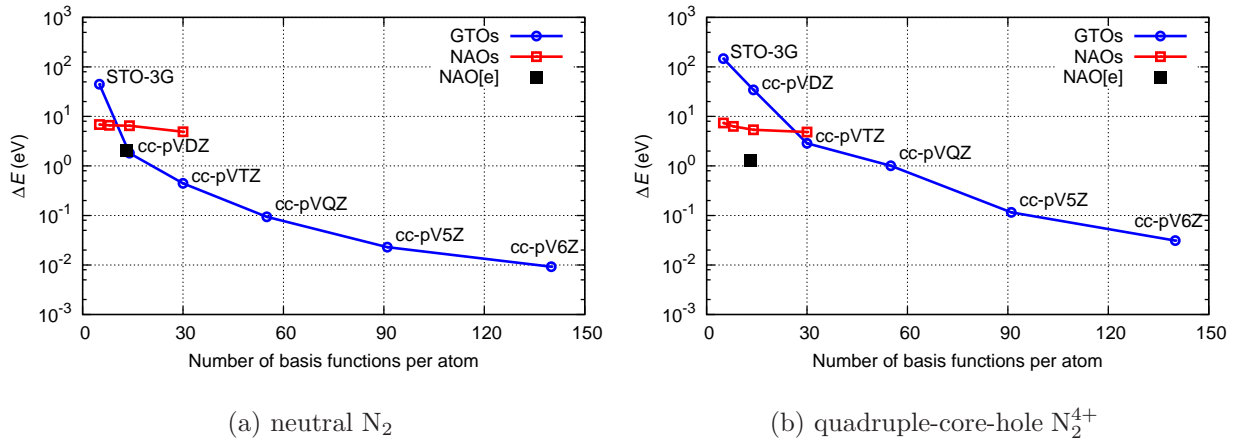 10^3
10^2
10^1
10^0
10^-1
10^-2
10^-3
ΔE (eV)
GTOs
NAOs
NAO[e]
STO-3G
cc-pVDZ
cc-pVTZ
cc-pVQZ
cc-pV5Z
cc-pV6Z
0 30 60 90 120 150
Number of basis functions per atom
(a) neutral N₂
10^3
10^2
10^1
10^0
10^-1
10^-2
10^-3
ΔE (eV)
GTOs
NAOs
NAO[e]
STO-3G
cc-pVDZ
cc-pVTZ
cc-pVQZ
cc-pV5Z
cc-pV6Z
0 30 60 90 120 150
Number of basis functions per atom
(b) quadruple-core-hole N₂⁴⁺